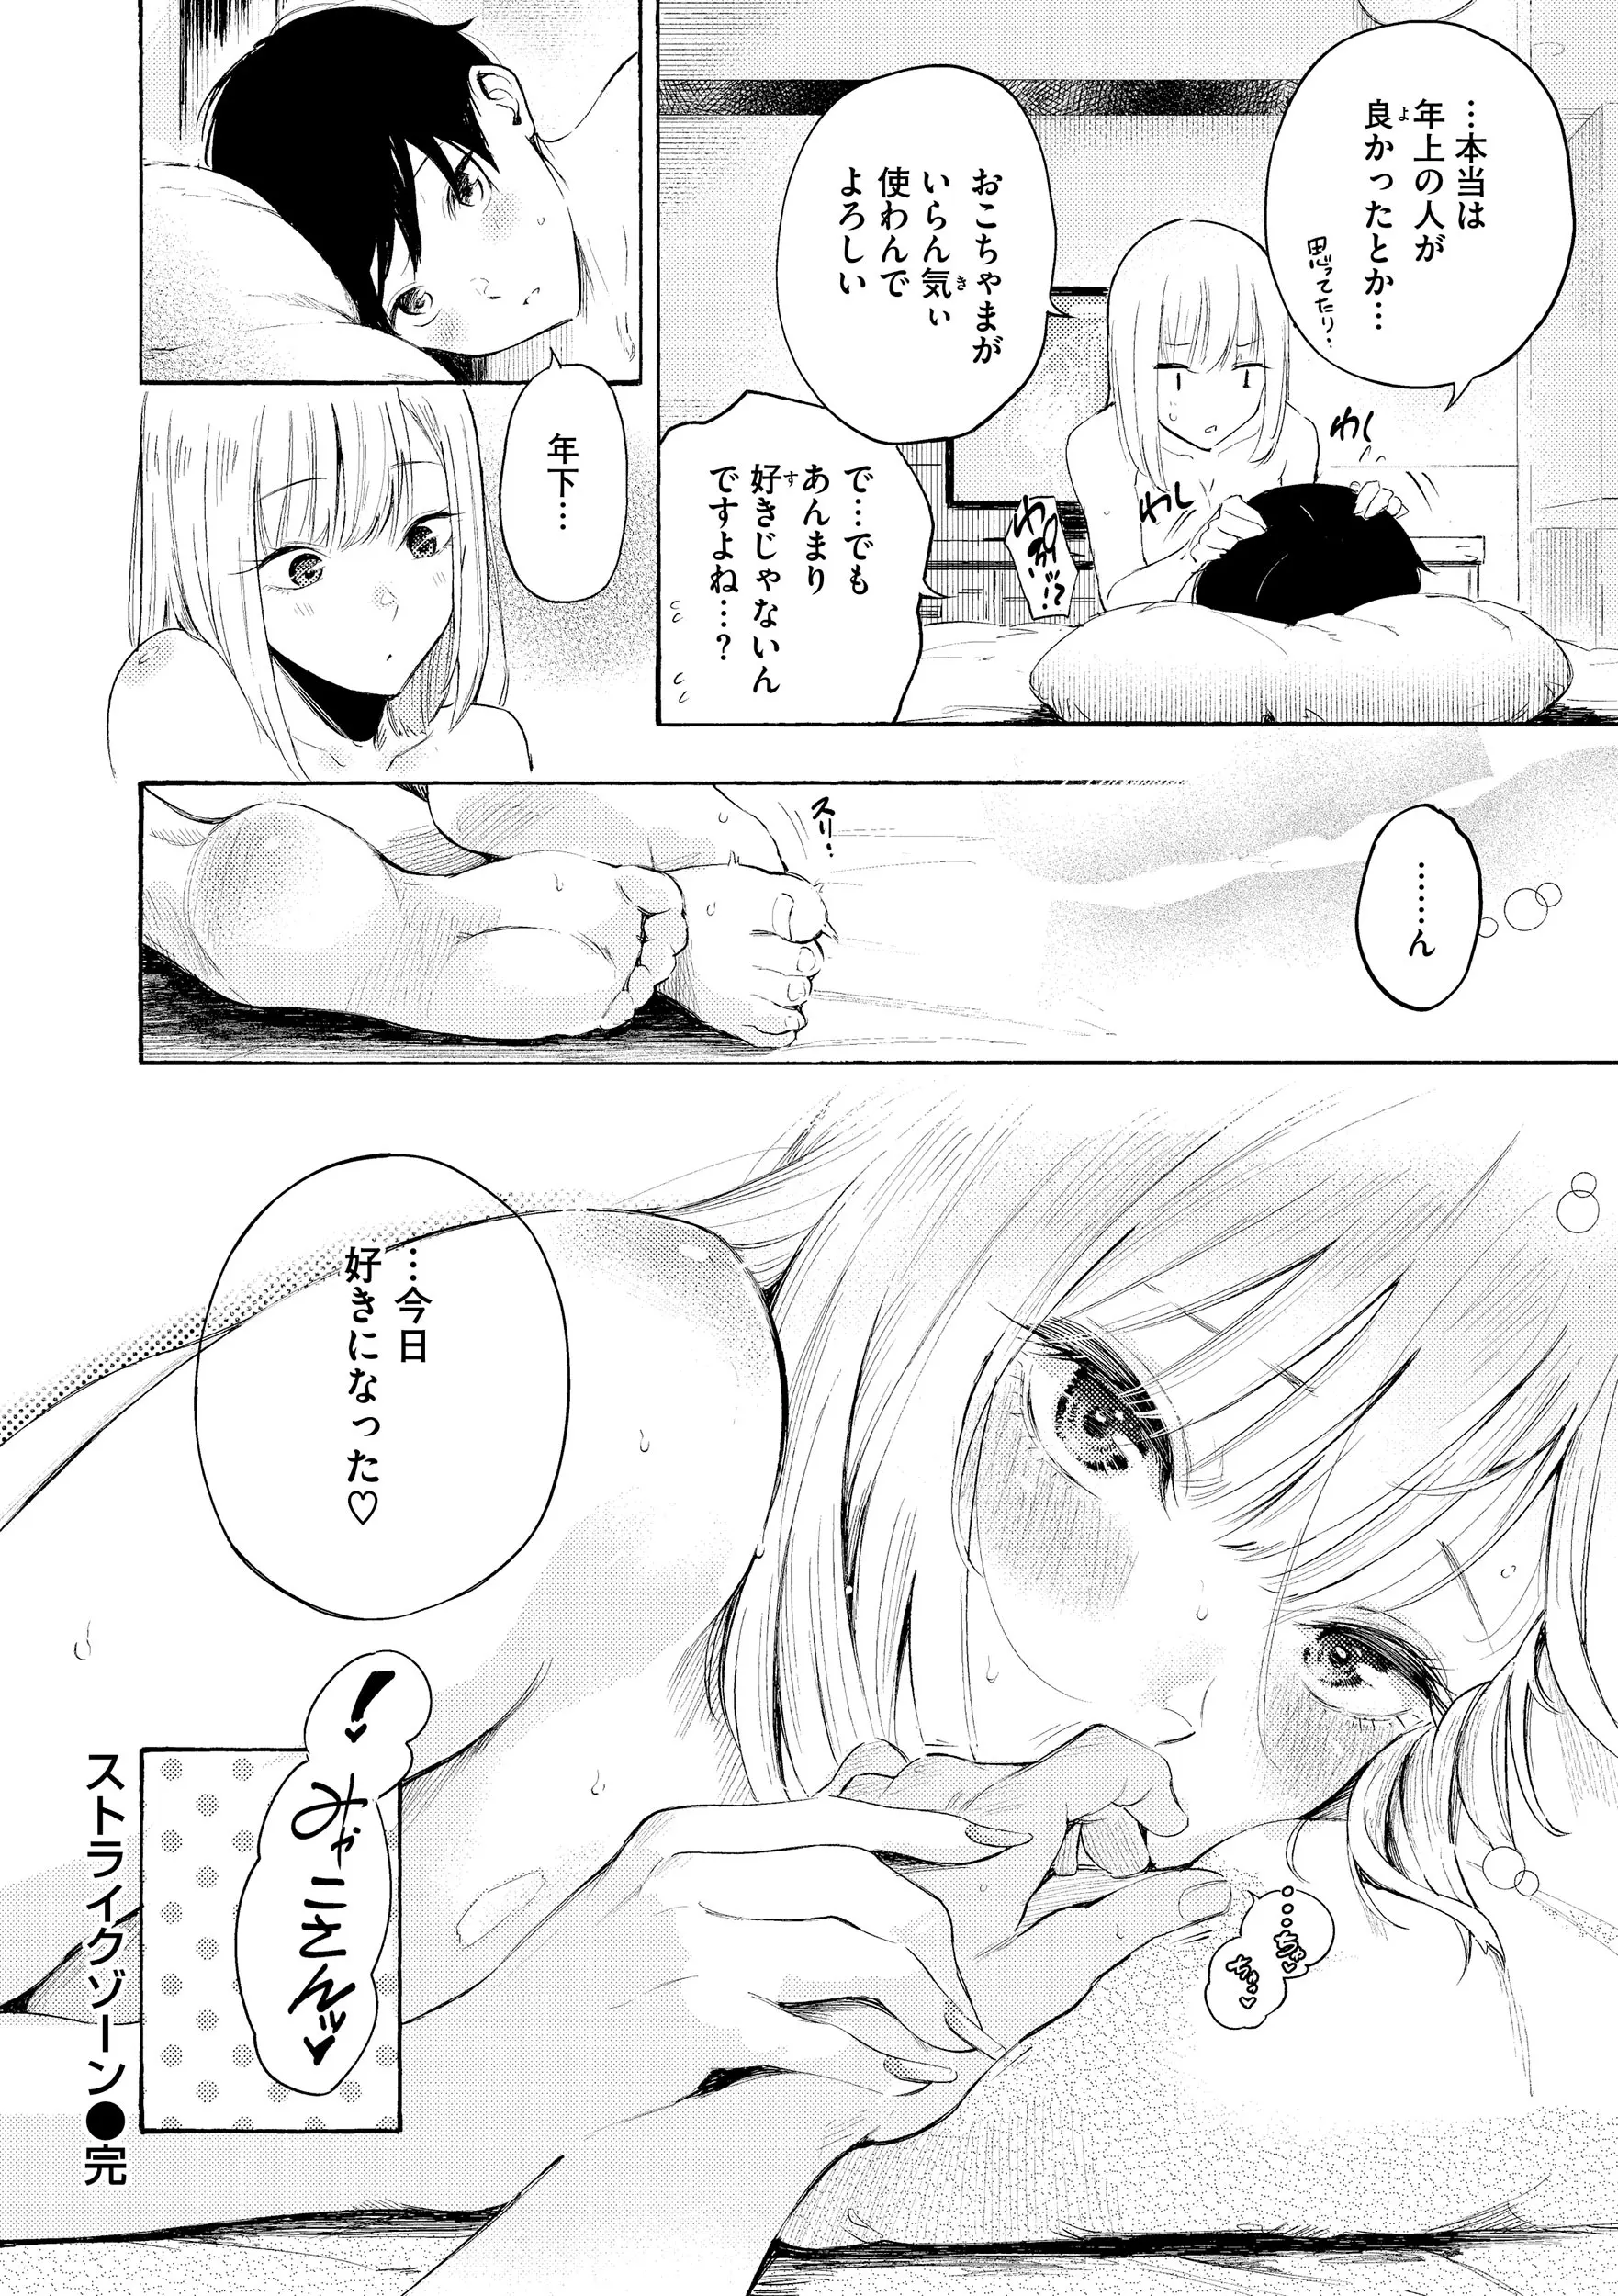 …本当は
年上の人が
良かったとか…
思ってたり…
わし
わし
わぷ!?
おこちゃまが
いらん気ぃ
使わんで
よろしい
で…でも
あんまり
好きじゃないん
ですよね…?
年下…
………ん
スリ…
…今日
好きになった♡
……ちゅ♥
ちゅっ♥
!♥
みゃこさんッ♥
ストライクゾーン●完